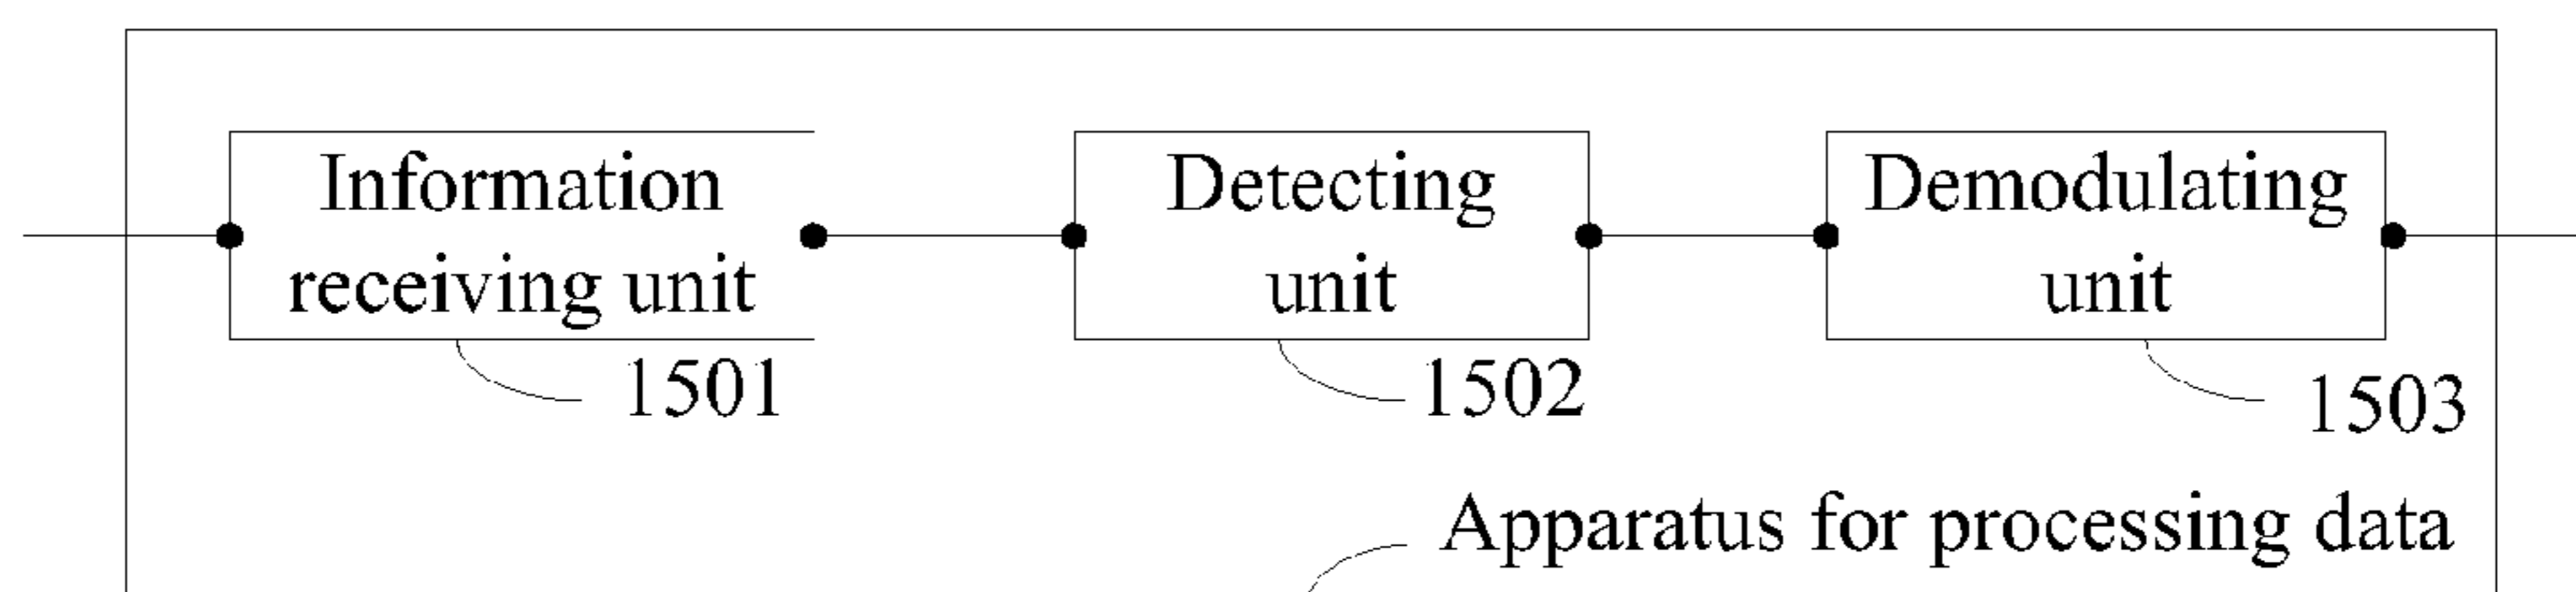 Information
receiving unit
Detecting
unit
Demodulating
unit
1501
1502
1503
Apparatus for processing data